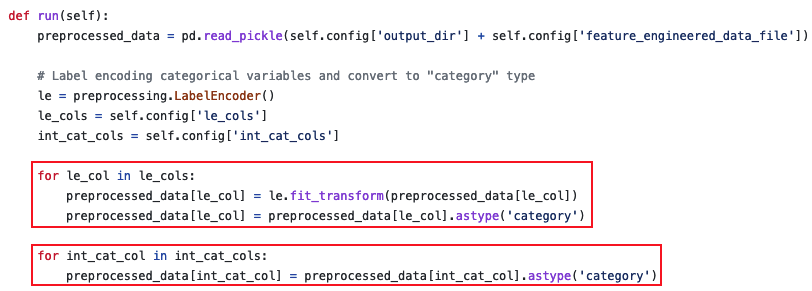 def run(self):
    preprocessed_data = pd.read_pickle(self.config['output_dir'] + self.config['feature_engineered_data_file'])

    # Label encoding categorical variables and convert to "category" type
    le = preprocessing.LabelEncoder()
    le_cols = self.config['le_cols']
    int_cat_cols = self.config['int_cat_cols']

    for le_col in le_cols:
        preprocessed_data[le_col] = le.fit_transform(preprocessed_data[le_col])
        preprocessed_data[le_col] = preprocessed_data[le_col].astype('category')

    for int_cat_col in int_cat_cols:
        preprocessed_data[int_cat_col] = preprocessed_data[int_cat_col].astype('category')